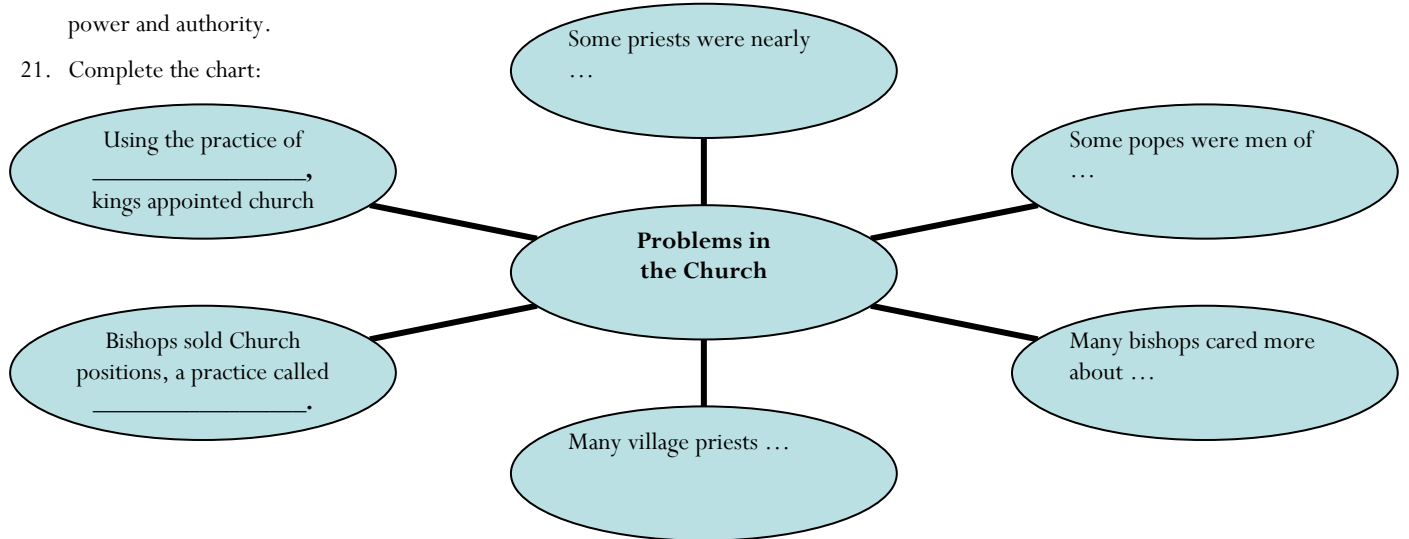 power and authority.
21. Complete the chart:
Some priests were nearly
…
Using the practice of
_________________,
kings appointed church
Some popes were men of
…
Problems in
the Church
Bishops sold Church
positions, a practice called
_________________.
Many bishops cared more
about …
Many village priests …